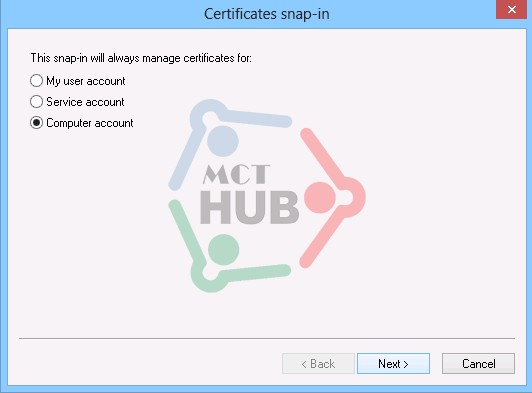 Certificates snap-in
This snap-in will always manage certificates for:
My user account
Service account
Computer account
MCT
HUB
< Back
Next >
Cancel